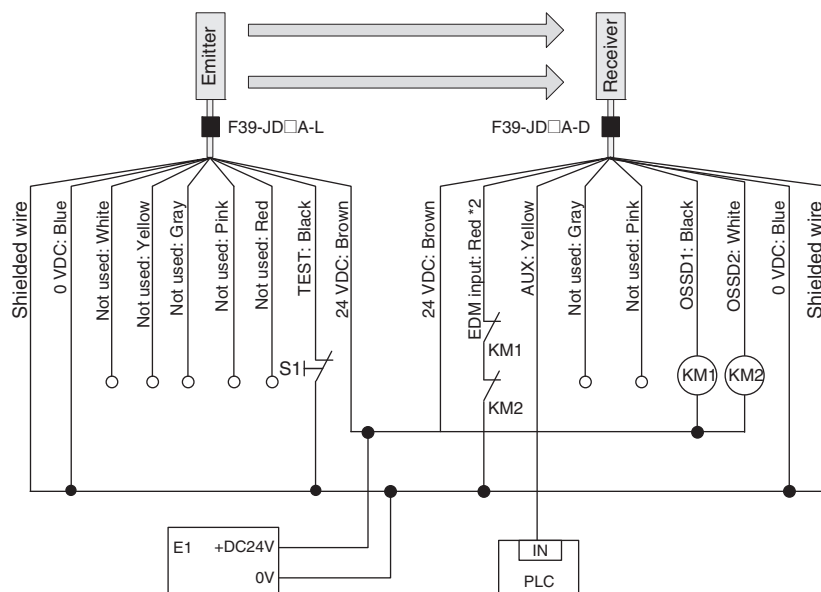 Emitter
Receiver
F39-JD□A-L
F39-JD□A-D
Shielded wire
0 VDC: Blue
Not used: White
Not used: Yellow
Not used: Gray
Not used: Pink
Not used: Red
TEST: Black
24 VDC: Brown
24 VDC: Brown
EDM input: Red *2
AUX: Yellow
Not used: Gray
Not used: Pink
OSSD1: Black
OSSD2: White
0 VDC: Blue
Shielded wire
S1
KM1
KM2
KM1
KM2
E1
+DC24V
0V
IN
PLC